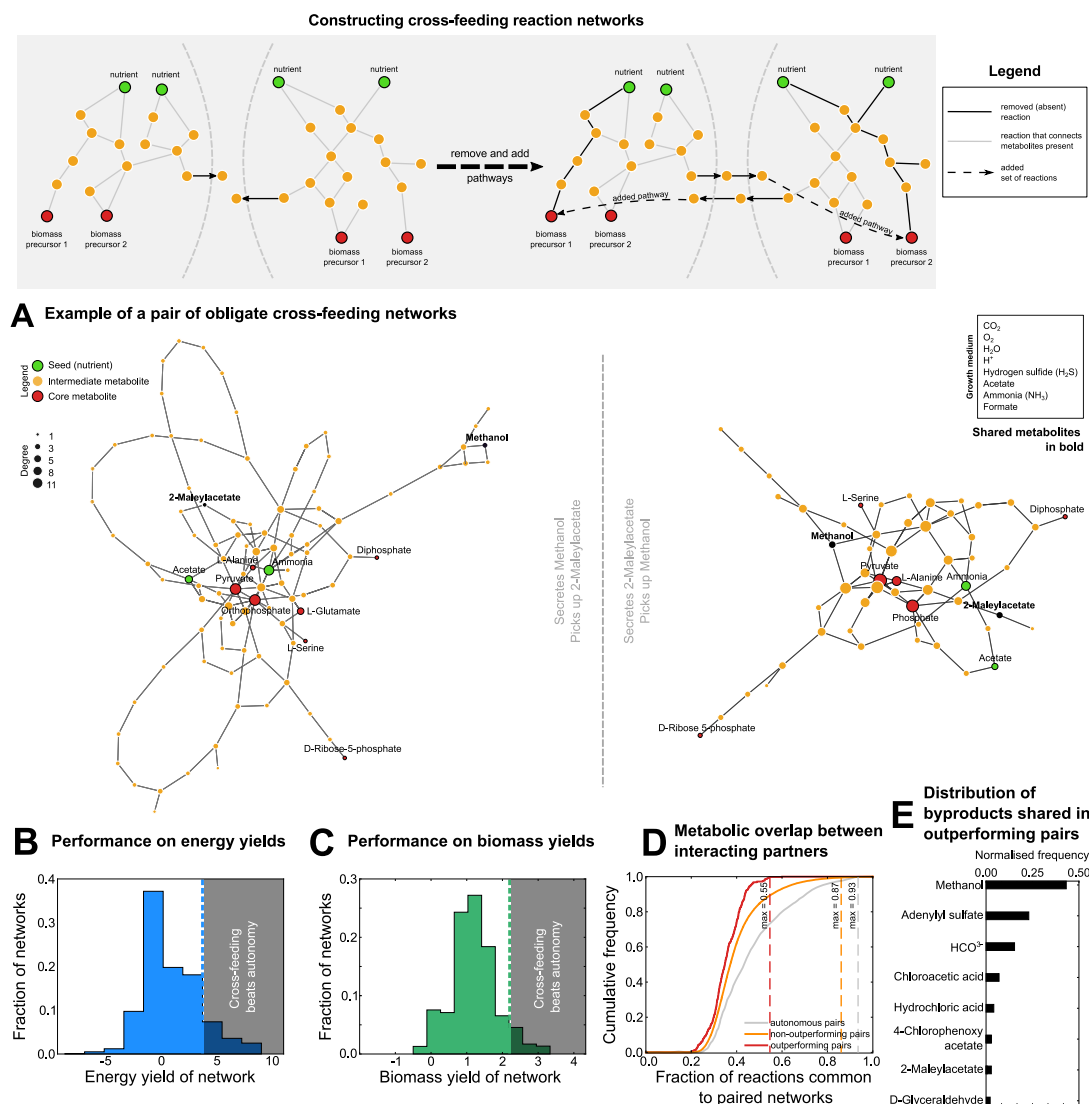 Constructing cross-feeding reaction networks
nutrient
nutrient
nutrient
nutrient
biomass
precursor 1
biomass
precursor 2
biomass
precursor 1
biomass
precursor 2
remove and add
pathways
nutrient
nutrient
nutrient
nutrient
added pathway
added pathway
biomass
precursor 1
biomass
precursor 2
biomass
precursor 1
biomass
precursor 2
Legend
removed (absent)
reaction
reaction that connects
metabolites present
added
set of reactions
A Example of a pair of obligate cross-feeding networks
Legend
Seed (nutrient)
Intermediate metabolite
Core metabolite
Degree
1
3
5
8
11
Methanol
2-Maleylacetate
Diphosphate
L-Alanine
Ammonia
Acetate
Pyruvate
Orthophosphate
L-Glutamate
L-Serine
D-Ribose-5-phosphate
Secretes Methanol
Picks up 2-Maleylacetate
Secretes 2-Maleylacetate
Picks up Methanol
Growth medium
CO2
O2
H2O
H+
Hydrogen sulfide (H2S)
Acetate
Ammonia (NH3)
Formate
Shared metabolites
in bold
L-Serine
Diphosphate
Methanol
Pyruvate
L-Alanine
Ammonia
2-Maleylacetate
Phosphate
Acetate
D-Ribose 5-phosphate
B Performance on energy yields
Fraction of networks
0.4
0.3
0.2
0.1
0.0
-5
0
5
10
Energy yield of network
Cross-feeding
beats autonomy
C Performance on biomass yields
Fraction of networks
0.3
0.2
0.1
0.0
0
1
2
3
4
Biomass yield of network
Cross-feeding
beats autonomy
D Metabolic overlap between
interacting partners
Cumulative frequency
1.0
0.8
0.6
0.4
0.2
0.0
0.0
0.2
0.4
0.6
0.8
1.0
max = 0.55
max = 0.87
max = 0.93
autonomous pairs
non-outperforming pairs
outperforming pairs
Fraction of reactions common
to paired networks
E Distribution of
byproducts shared in
outperforming pairs
Normalised frequency
0.00
0.25
0.50
Methanol
Adenylyl sulfate
HCO3-
Chloroacetic acid
Hydrochloric acid
4-Chlorophenoxy
acetate
2-Maleylacetate
D-Glyceraldehyde